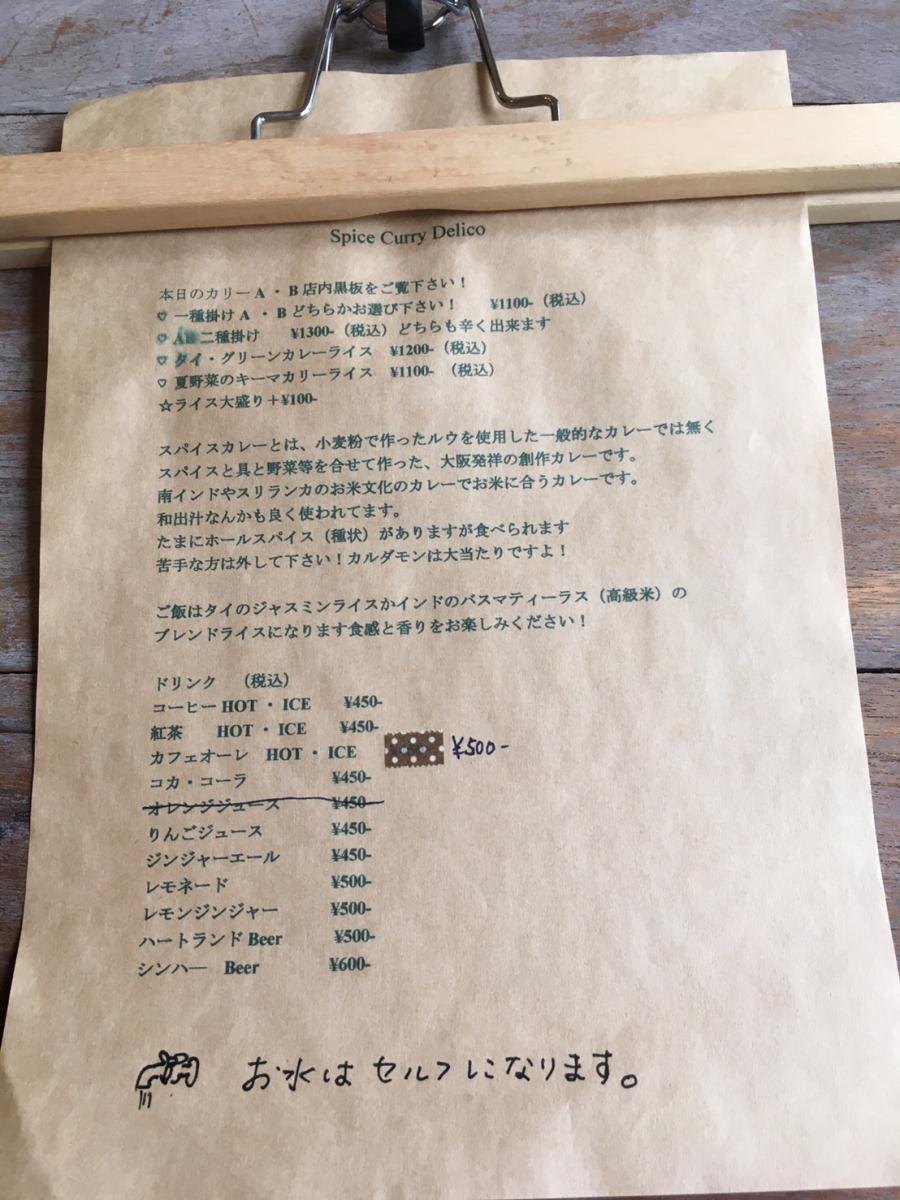 Spice Curry Delico
本日のカリー A ・ B 店内黒板をご覧下さい！
♡ 一種掛け A ・ B どちらかお選び下さい！ ¥1100-（税込）
♡ AB 二種掛け ¥1300-（税込）どちらも辛く出来ます
♡ タイ・グリーンカレーライス ¥1200-（税込）
♡ 夏野菜のキーマカリーライス ¥1100-（税込）
☆ライス大盛り＋¥100-
スパイスカレーとは、小麦粉で作ったルウを使用した一般的なカレーでは無く
スパイスと具と野菜等を合せて作った、大阪発祥の創作カレーです。
南インドやスリランカのお米文化のカレーでお米に合うカレーです。
和出汁なんかも良く使われてます。
たまにホールスパイス（種状）がありますが食べられます
苦手な方は外して下さい！カルダモンは大当たりですよ！
ご飯はタイのジャスミンライスかインドのバスマティーラス（高級米）の
ブレンドライスになります食感と香りをお楽しみください！
ドリンク （税込）
コーヒー HOT ・ ICE ¥450-
紅茶 HOT ・ ICE ¥450-
カフェオーレ HOT ・ ICE ¥500-
コカ・コーラ ¥450-
オレンジジュース ¥450-
りんごジュース ¥450-
ジンジャーエール ¥450-
レモネード ¥500-
レモンジンジャー ¥500-
ハートランド Beer ¥500-
シンハ― Beer ¥600-
お水は セルフになります。